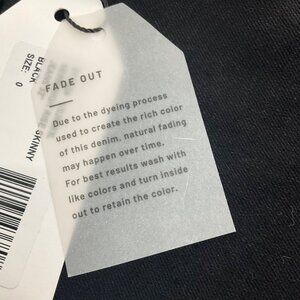 BLACK
SIZE: 0
SKINNY
FADE OUT
Due to the dyeing process
used to create the rich color
of this denim, natural fading
may happen over time.
For best results wash with
like colors and turn inside
out to retain the color.